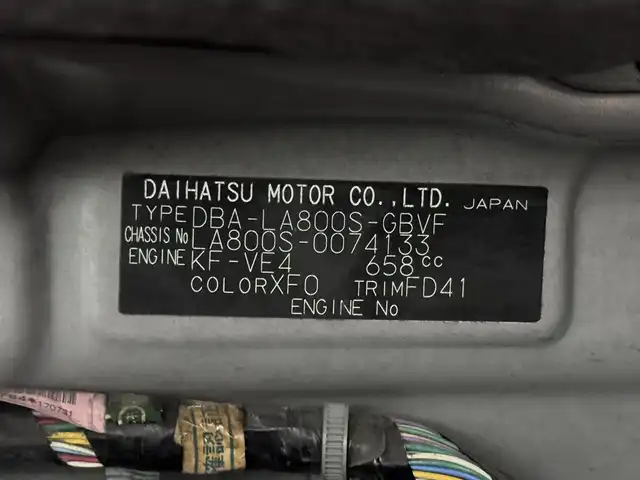 DAIHATSU MOTOR CO.,LTD. JAPAN
TYPE DBA-LA800S-GBVF
CHASSIS No LA800S-0074133
ENGINE KF-VE4 658cc
COLOR XF0 TRIM FD41
ENGINE No
170731